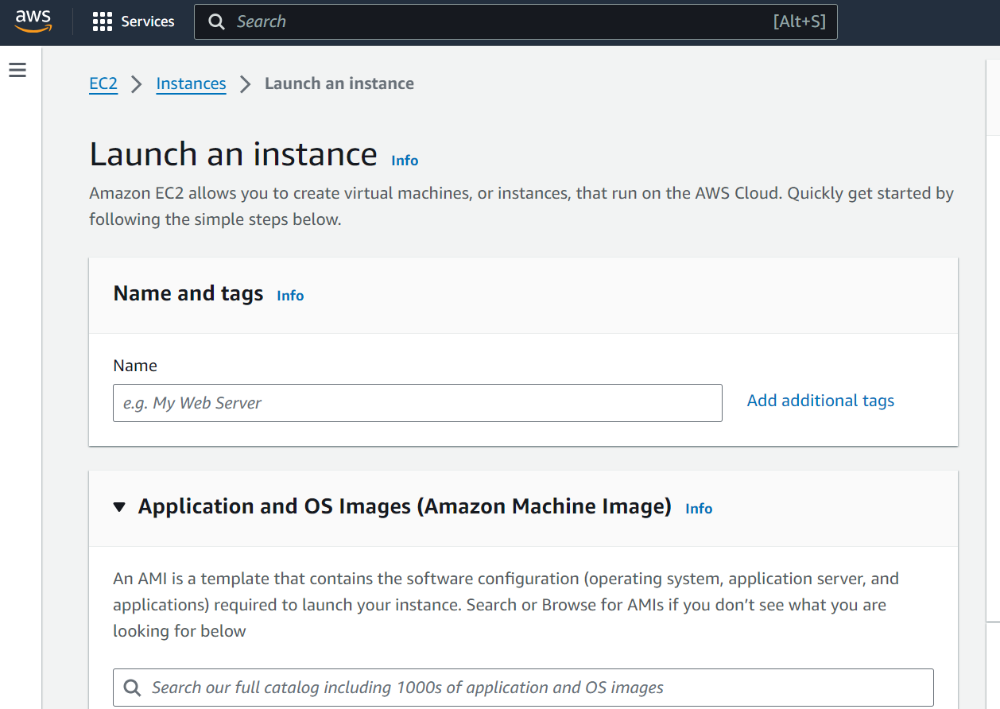 aws Services Search [Alt+S]
EC2 Instances Launch an instance
Launch an instance Info
Amazon EC2 allows you to create virtual machines, or instances, that run on the AWS Cloud. Quickly get started by
following the simple steps below.
Name and tags Info
Name
e.g. My Web Server
Add additional tags
Application and OS Images (Amazon Machine Image) Info
An AMI is a template that contains the software configuration (operating system, application server, and
applications) required to launch your instance. Search or Browse for AMIs if you don’t see what you are
looking for below
Search our full catalog including 1000s of application and OS images